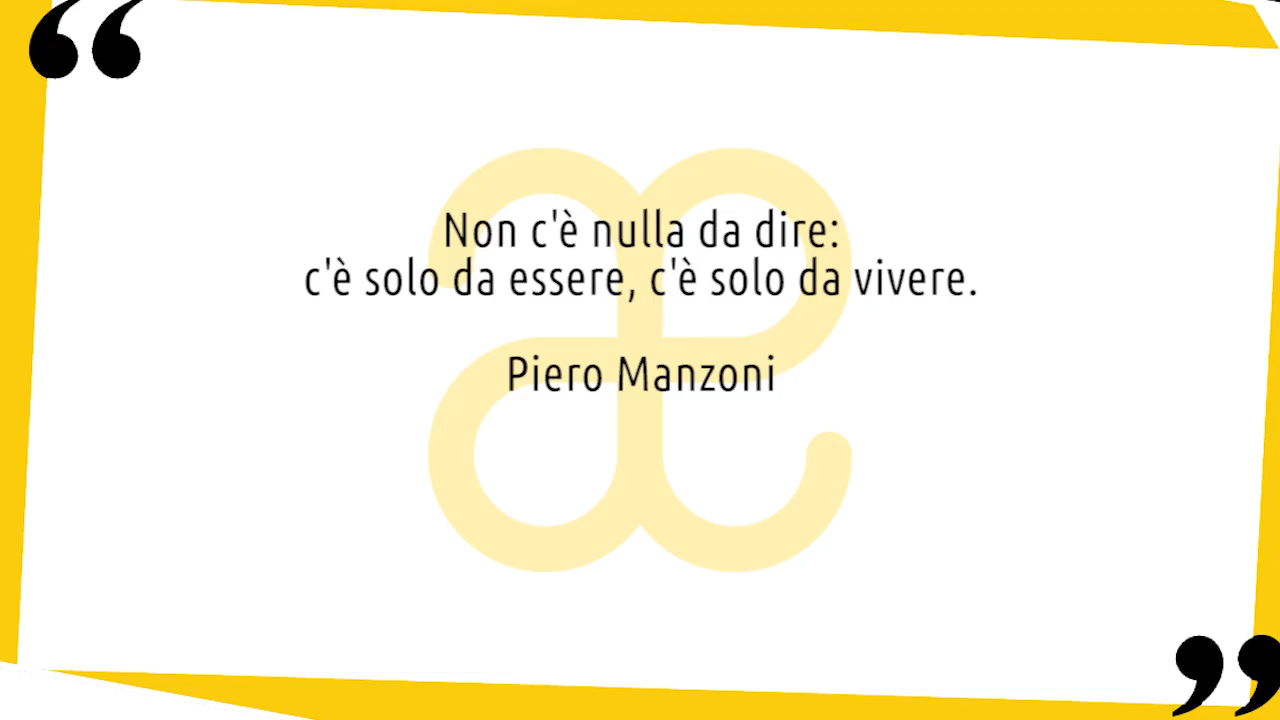 “
Non c'è nulla da dire:
c'è solo da essere, c'è solo da vivere.
Piero Manzoni
æ
”